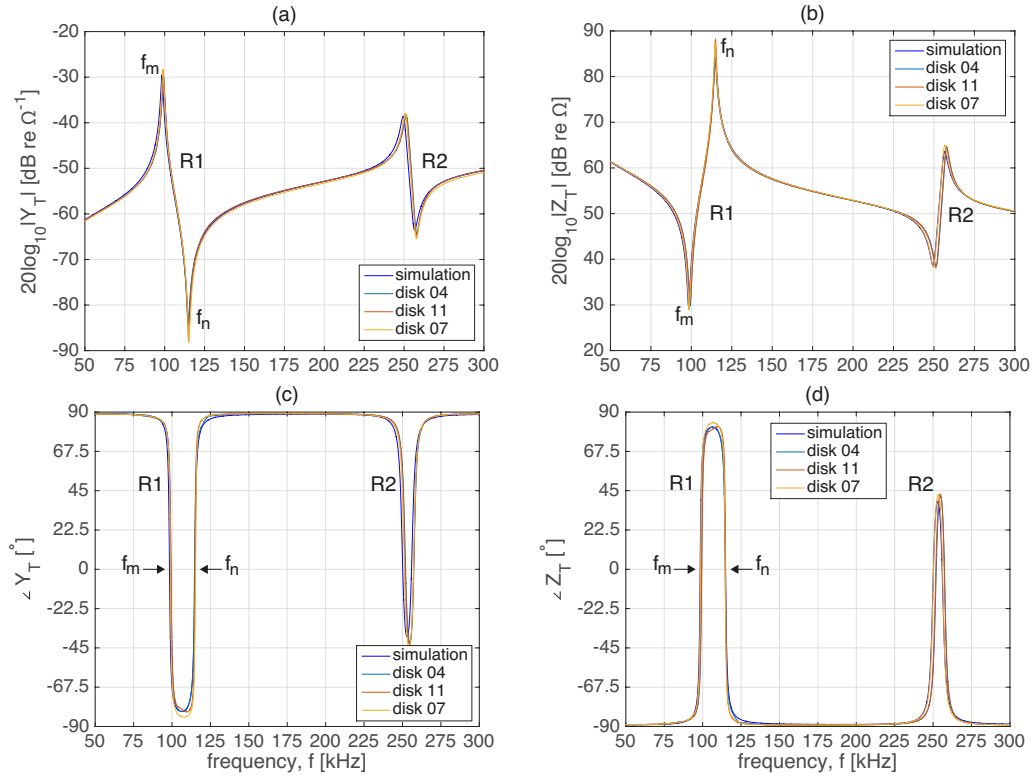 (a)
20log10|YT| [dB re Ω-1]
-20
-30
-40
-50
-60
-70
-80
-90
fm
R1
R2
fn
simulation
disk 04
disk 11
disk 07
50 75 100 125 150 175 200 225 250 275 300
(b)
20log10|ZT| [dB re Ω]
90
80
70
60
50
40
30
20
fn
R1
R2
fm
simulation
disk 04
disk 11
disk 07
50 75 100 125 150 175 200 225 250 275 300
(c)
∠ YT [°]
90
67.5
45
22.5
0
-22.5
-45
-67.5
-90
R1
R2
fm
fn
simulation
disk 04
disk 11
disk 07
50 75 100 125 150 175 200 225 250 275 300
frequency, f [kHz]
(d)
∠ ZT [°]
90
67.5
45
22.5
0
-22.5
-45
-67.5
-90
simulation
disk 04
disk 11
disk 07
R1
R2
fm
fn
50 75 100 125 150 175 200 225 250 275 300
frequency, f [kHz]